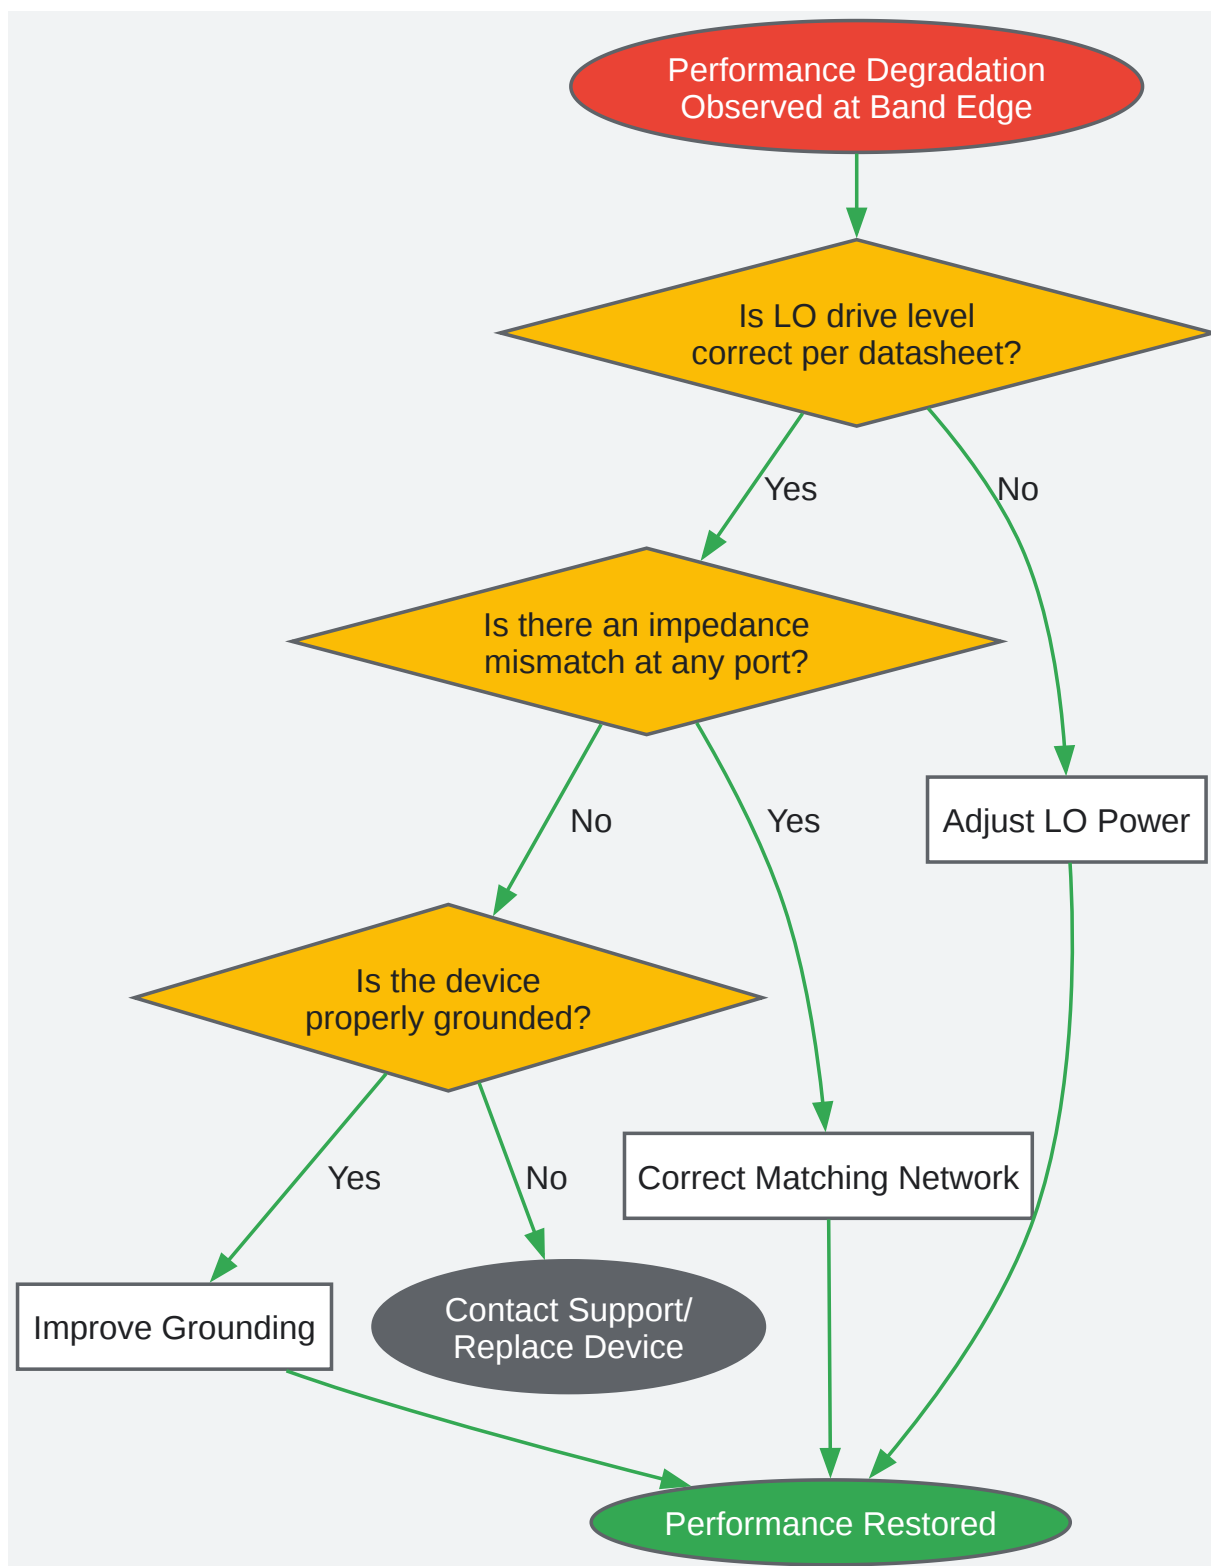 Performance Degradation
Observed at Band Edge
Is LO drive level
correct per datasheet?
Yes
No
Is there an impedance
mismatch at any port?
No
Yes
Adjust LO Power
Is the device
properly grounded?
Yes
No
Correct Matching Network
Improve Grounding
Contact Support/
Replace Device
Performance Restored